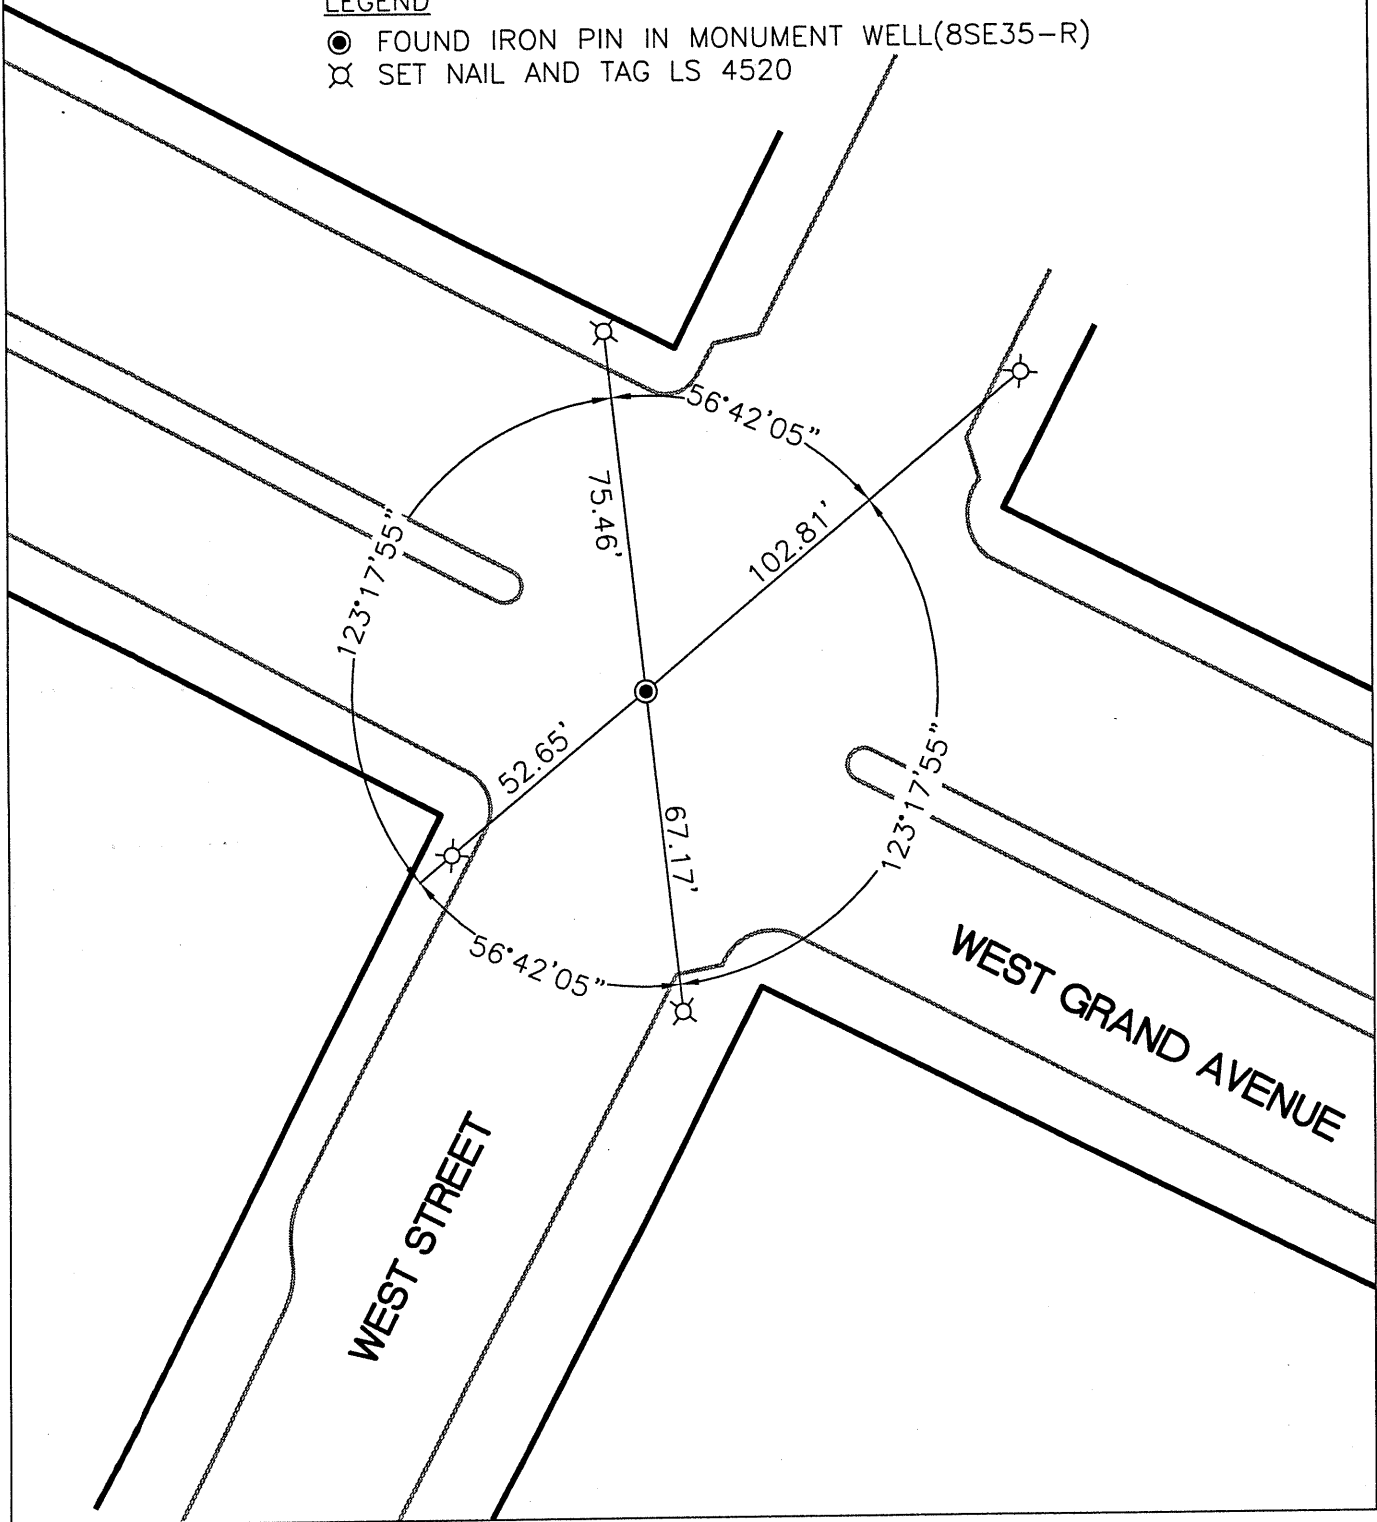 LEGEND
FOUND IRON PIN IN MONUMENT WELL(8SE35-R)
SET NAIL AND TAG LS 4520
56°42'05"
75.46'
102.81'
123°17'55"
52.65'
67.17'
123°17'55"
56°42'05"
WEST GRAND AVENUE
WEST STREET